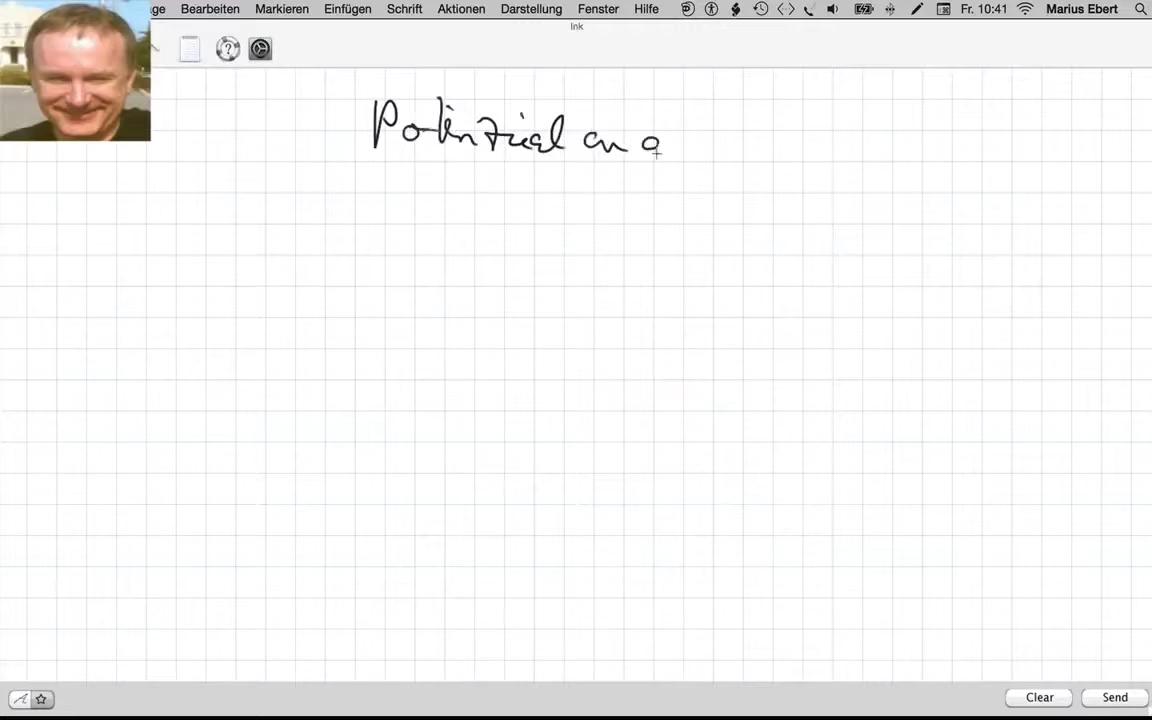 ge Bearbeiten Markieren Einfügen Schrift Aktionen Darstellung Fenster Hilfe Fr. 10:41 Marius Ebert
Ink
Potential an a
Clear Send